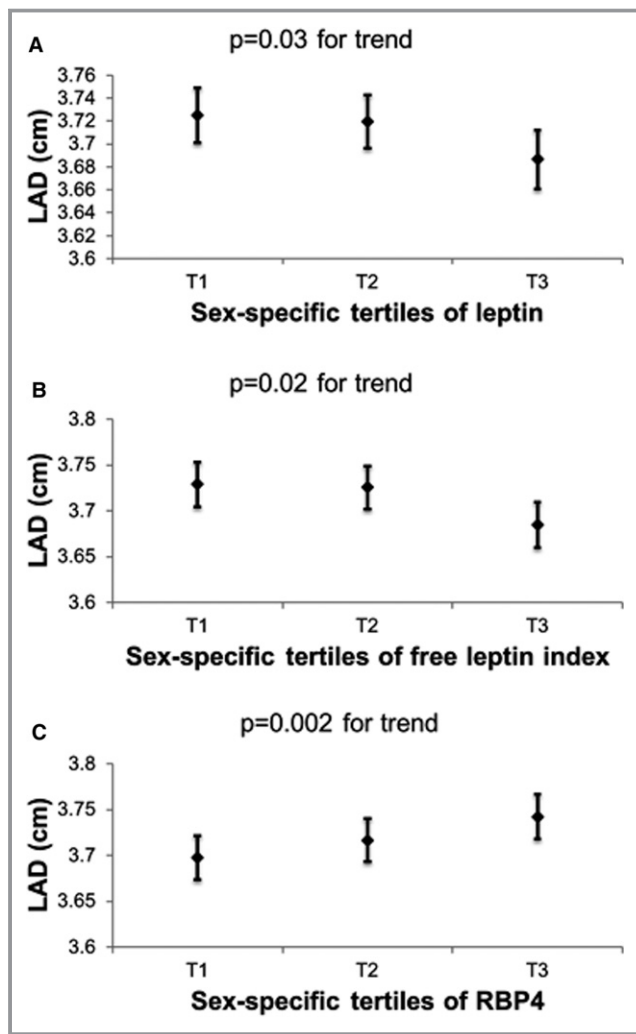 A
p=0.03 for trend
LAD (cm)
3.76
3.74
3.72
3.7
3.68
3.66
3.64
3.62
3.6
T1 T2 T3
Sex-specific tertiles of leptin
B
p=0.02 for trend
LAD (cm)
3.8
3.75
3.7
3.65
3.6
T1 T2 T3
Sex-specific tertiles of free leptin index
C
p=0.002 for trend
LAD (cm)
3.8
3.75
3.7
3.65
3.6
T1 T2 T3
Sex-specific tertiles of RBP4